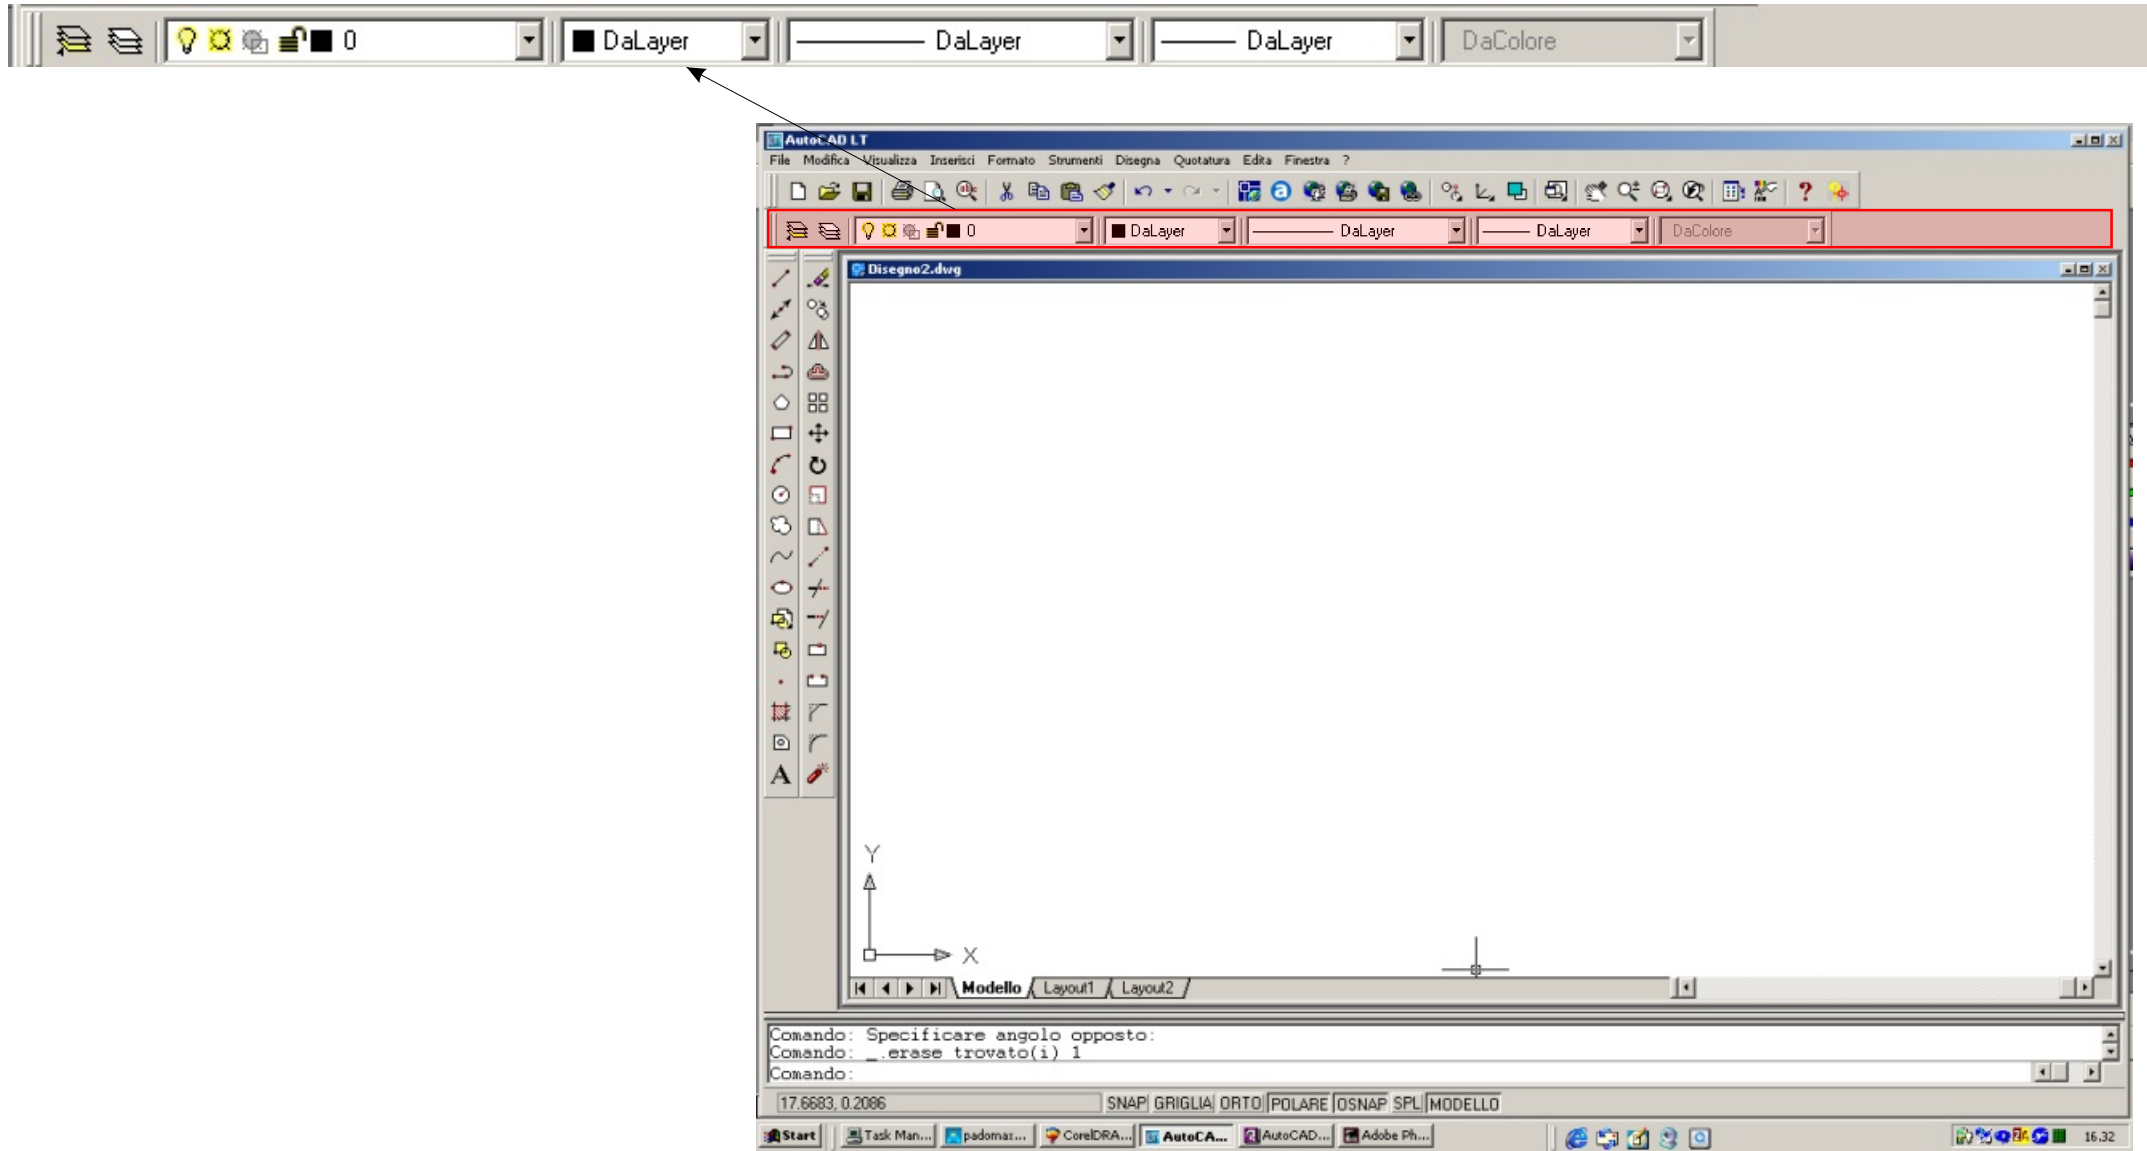 0 DaLayer DaLayer DaLayer DaColore
AutoCAD LT
File Modifica Visualizza Inserisci Formato Strumenti Disegna Quotatura Edita Finestra ?
0 DaLayer DaLayer DaLayer DaColore
Disegno2.dwg
A
Y
X
Modello Layout1 Layout2
Comando: Specificare angolo opposto:
Comando: _.erase trovato(i) 1
Comando:
17.6683, 0.2086 SNAP GRIGLIA ORTO POLARE OSNAP SPL MODELLO
Start Task Man... padomar... CorelDRA... AutoCA... AutoCAD... Adobe Ph... 16.32